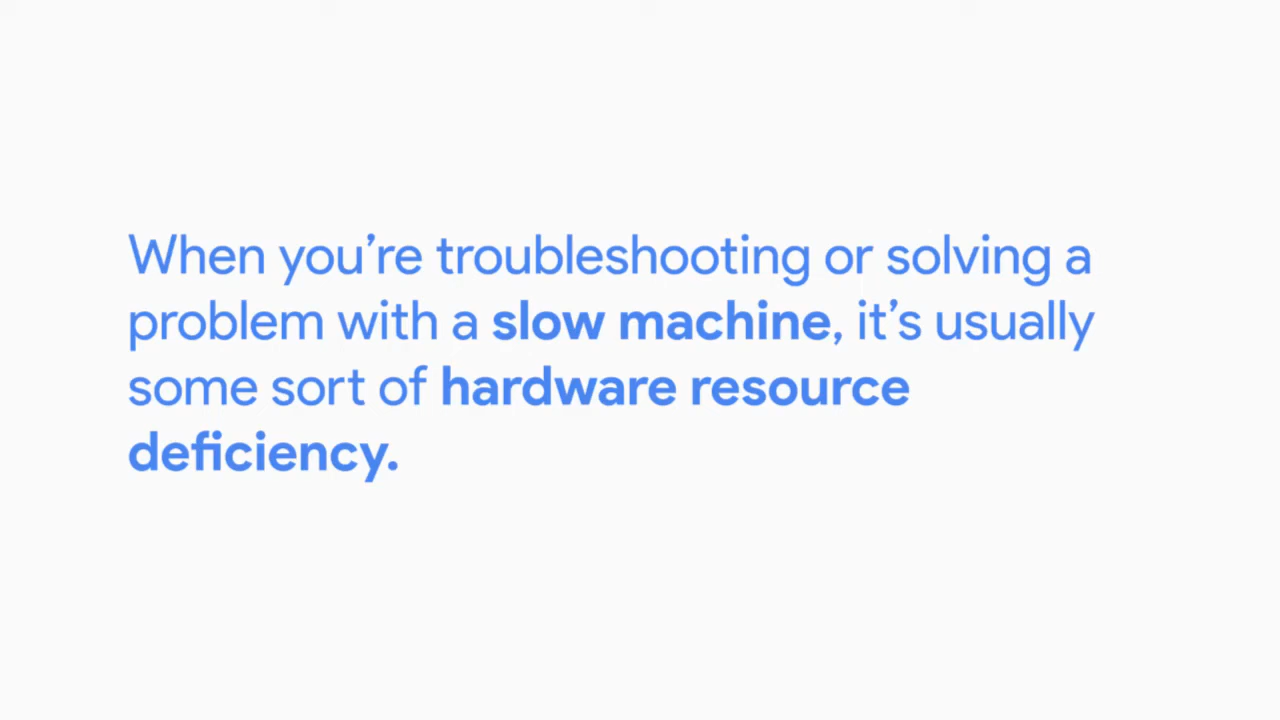 When you’re troubleshooting or solving a
problem with a slow machine, it’s usually
some sort of hardware resource
deficiency.